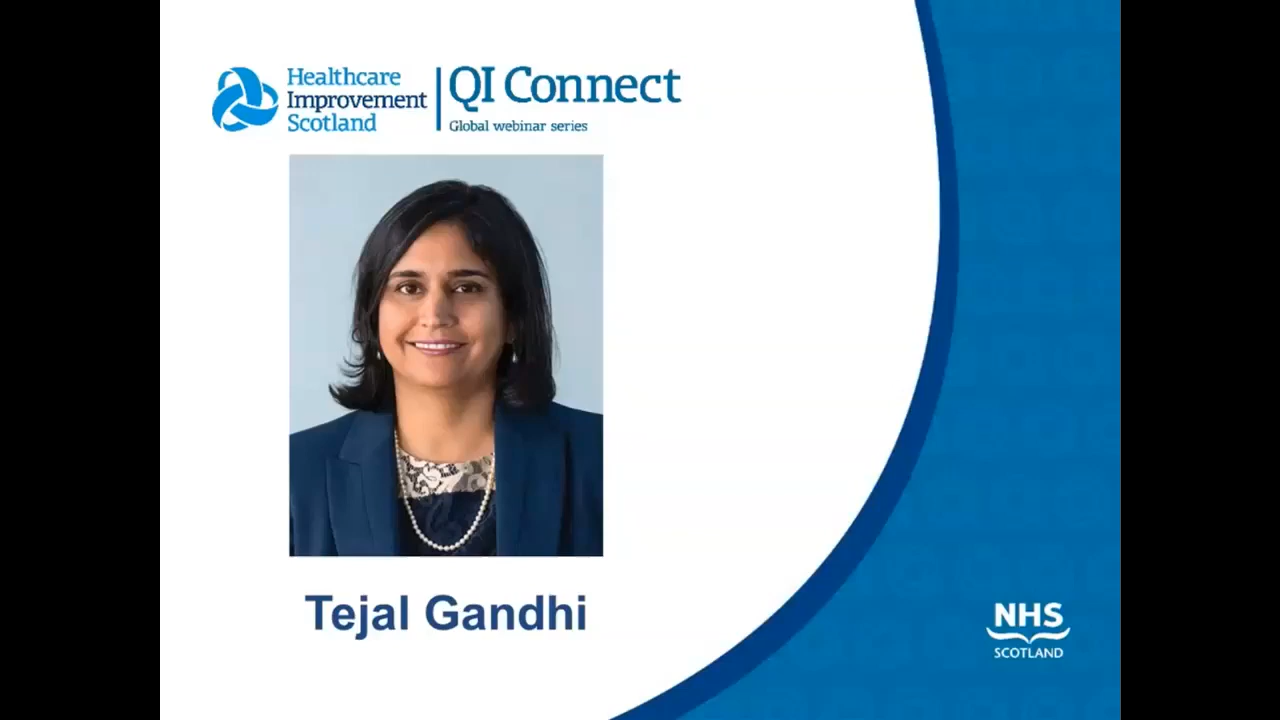 Healthcare
Improvement
Scotland
QI Connect
Global webinar series
Tejal Gandhi
NHS
SCOTLAND